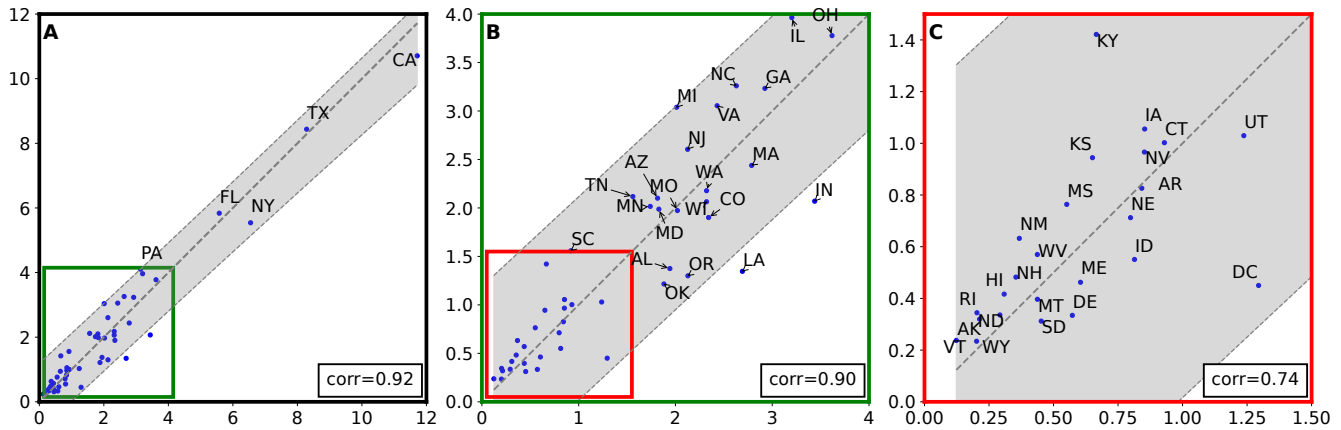 A
CA
TX
FL
NY
PA
corr=0.92
12
10
8
6
4
2
0
0 2 4 6 8 10 12
B
OH
IL
NC
GA
MI
VA
NJ
AZ
MA
TN
MO
WA
IN
MN
WI
CO
MD
SC
AL
OR
LA
OK
corr=0.90
4.0
3.5
3.0
2.5
2.0
1.5
1.0
0.5
0.0
0 1 2 3 4
C
KY
IA
CT
UT
KS
NV
MS
AR
NE
NM
WV
ID
HI
NH
ME
DC
RI
MT
DE
AK
ND
SD
VT
WY
corr=0.74
1.4
1.2
1.0
0.8
0.6
0.4
0.2
0.0
0.00 0.25 0.50 0.75 1.00 1.25 1.50